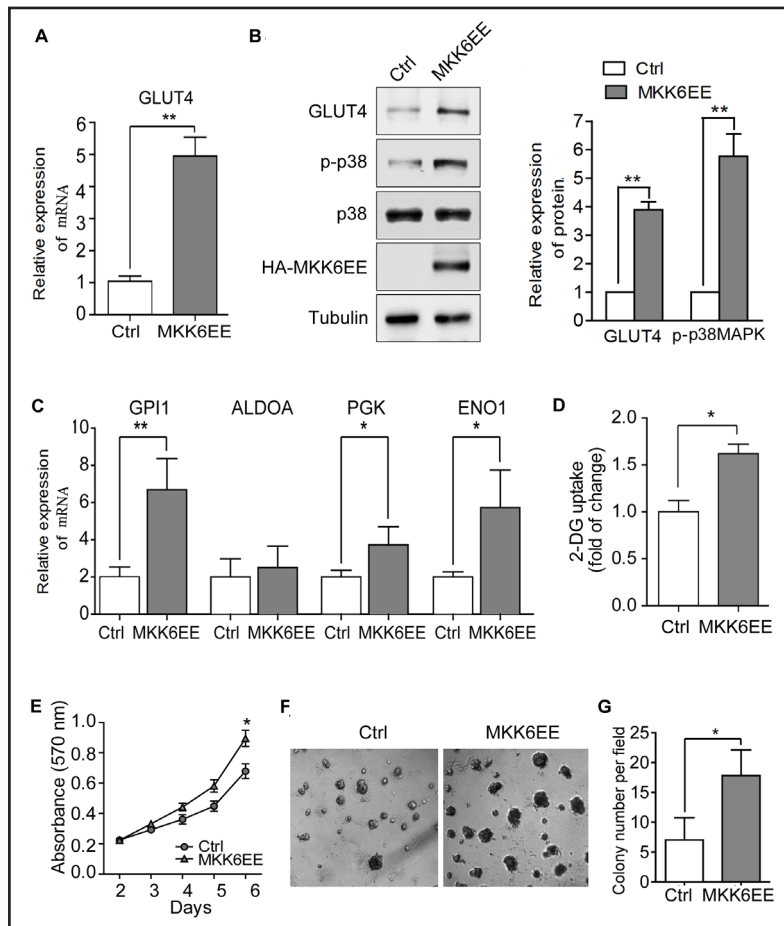 A
GLUT4
**
Relative expression
of mRNA
6
5
4
3
2
1
0
Ctrl MKK6EE
B
Ctrl MKK6EE
GLUT4
p-p38
p38
HA-MKK6EE
Tubulin
Ctrl
MKK6EE
Relative expression
of protein
7
6
5
4
3
2
1
0
**
**
GLUT4 p-p38MAPK
C
GPI1 ALDOA PGK ENO1
Relative expression
of mRNA
10
8
6
4
2
0
** * *
Ctrl MKK6EE Ctrl MKK6EE Ctrl MKK6EE Ctrl MKK6EE
D
2-DG uptake
(fold of change)
2.0
1.5
1.0
0.5
0.0
*
Ctrl MKK6EE
E
Absorbance (570 nm)
1.0
0.8
0.6
0.4
0.2
0.0
*
Ctrl
MKK6EE
2 3 4 5 6
Days
F
Ctrl MKK6EE
G
Colony number per field
25
20
15
10
5
0
*
Ctrl MKK6EE